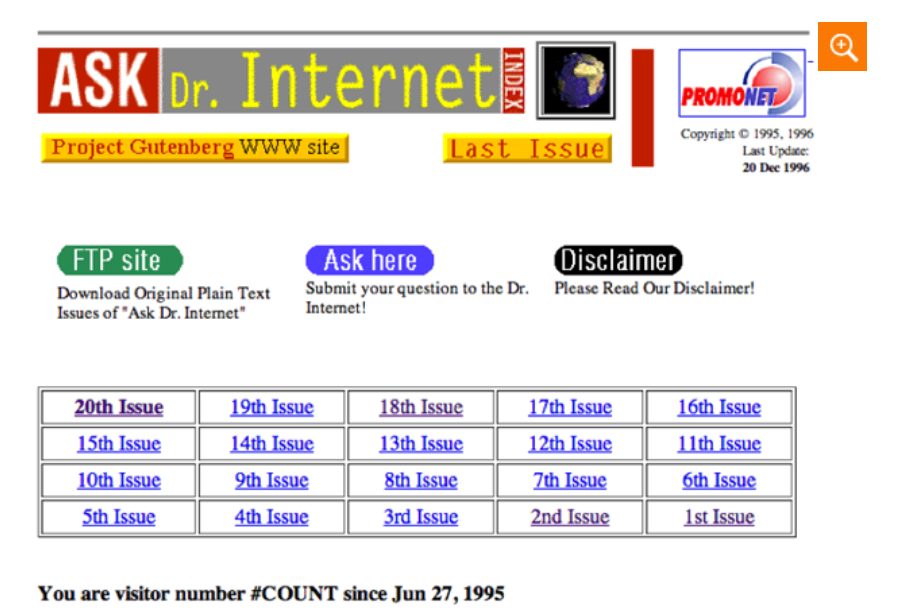 ASK Dr. Internet INDEX
PROMONET
Project Gutenberg WWW site
Last Issue
Copyright © 1995, 1996
Last Update:
20 Dec 1996
FTP site
Download Original Plain Text
Issues of "Ask Dr. Internet"
Ask here
Submit your question to the Dr.
Internet!
Disclaimer
Please Read Our Disclaimer!
20th Issue 19th Issue 18th Issue 17th Issue 16th Issue
15th Issue 14th Issue 13th Issue 12th Issue 11th Issue
10th Issue 9th Issue 8th Issue 7th Issue 6th Issue
5th Issue 4th Issue 3rd Issue 2nd Issue 1st Issue
You are visitor number #COUNT since Jun 27, 1995